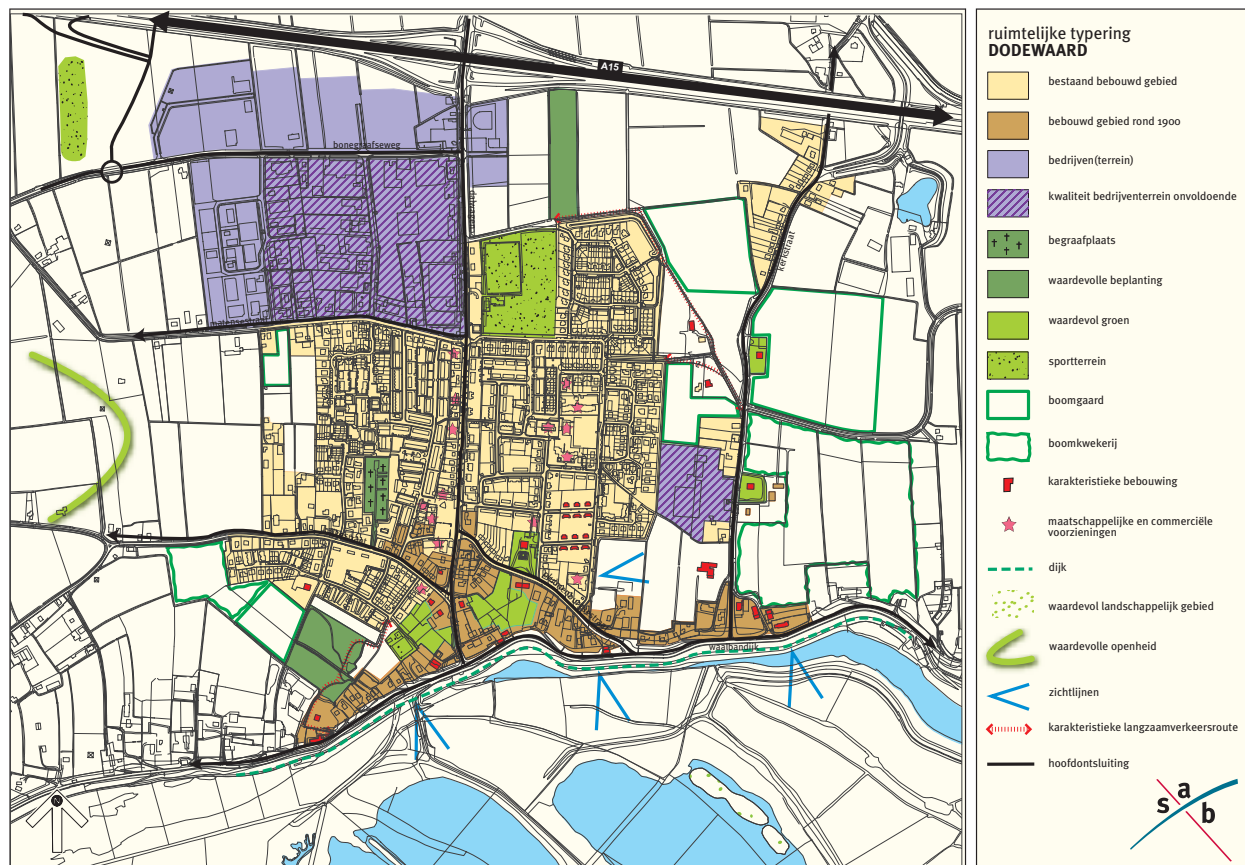 A15
bonegraafseweg
Kerkstraat
waalbandijk
N
ruimtelijke typering
DODEWAARD
bestaand bebouwd gebied
bebouwd gebied rond 1900
bedrijven(terrein)
kwaliteit bedrijventerrein onvoldoende
begraafplaats
waardevolle beplanting
waardevol groen
sportterrein
boomgaard
boomkwekerij
karakteristieke bebouwing
maatschappelijke en commerciële
voorzieningen
dijk
waardevol landschappelijk gebied
waardevolle openheid
zichtlijnen
karakteristieke langzaamverkeersroute
hoofdontsluiting
s a b